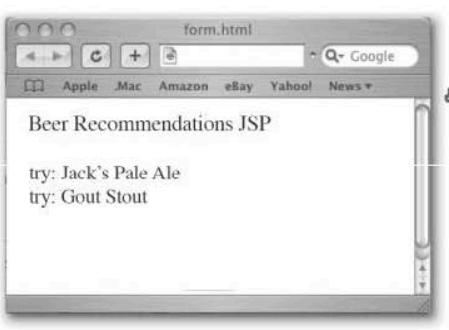 form.html
Google
Apple .Mac Amazon eBay Yahoo! News
Beer Recommendations JSP
try: Jack's Pale Ale
try: Gout Stout